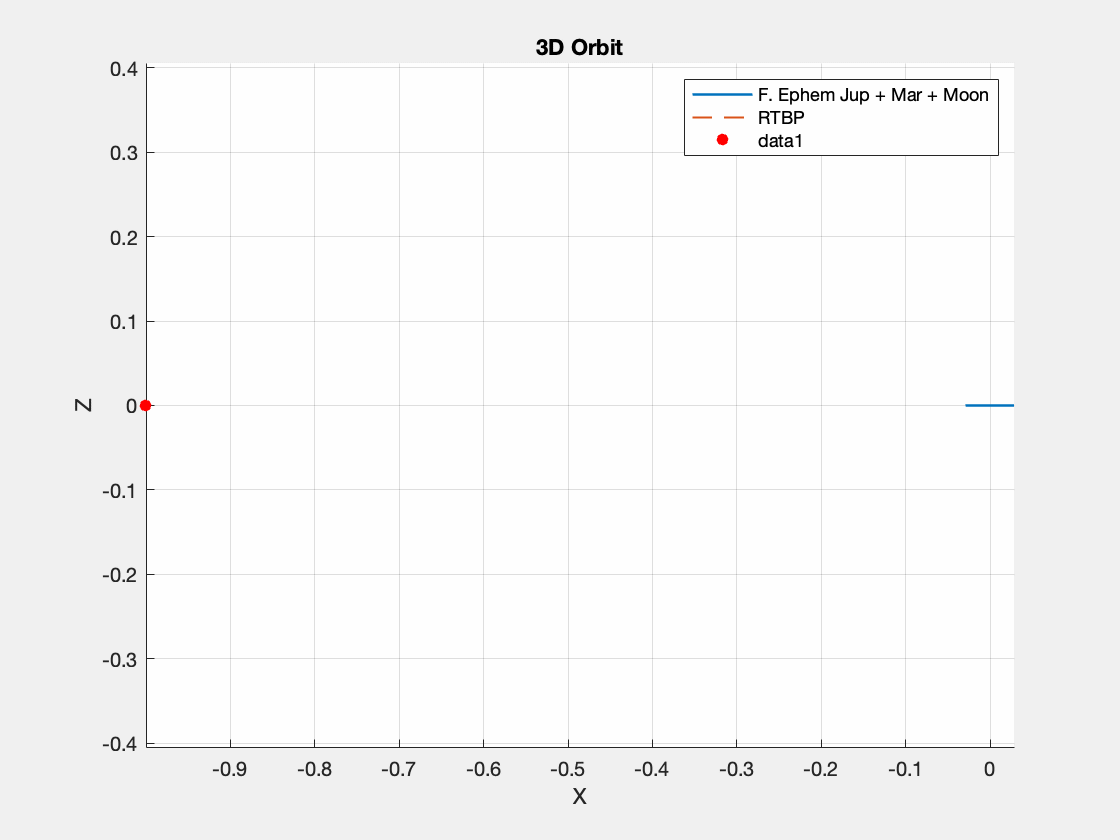 3D Orbit
F. Ephem Jup + Mar + Moon
RTBP
data1
0.4
0.3
0.2
0.1
0
-0.1
-0.2
-0.3
-0.4
Z
-0.9 -0.8 -0.7 -0.6 -0.5 -0.4 -0.3 -0.2 -0.1 0
X